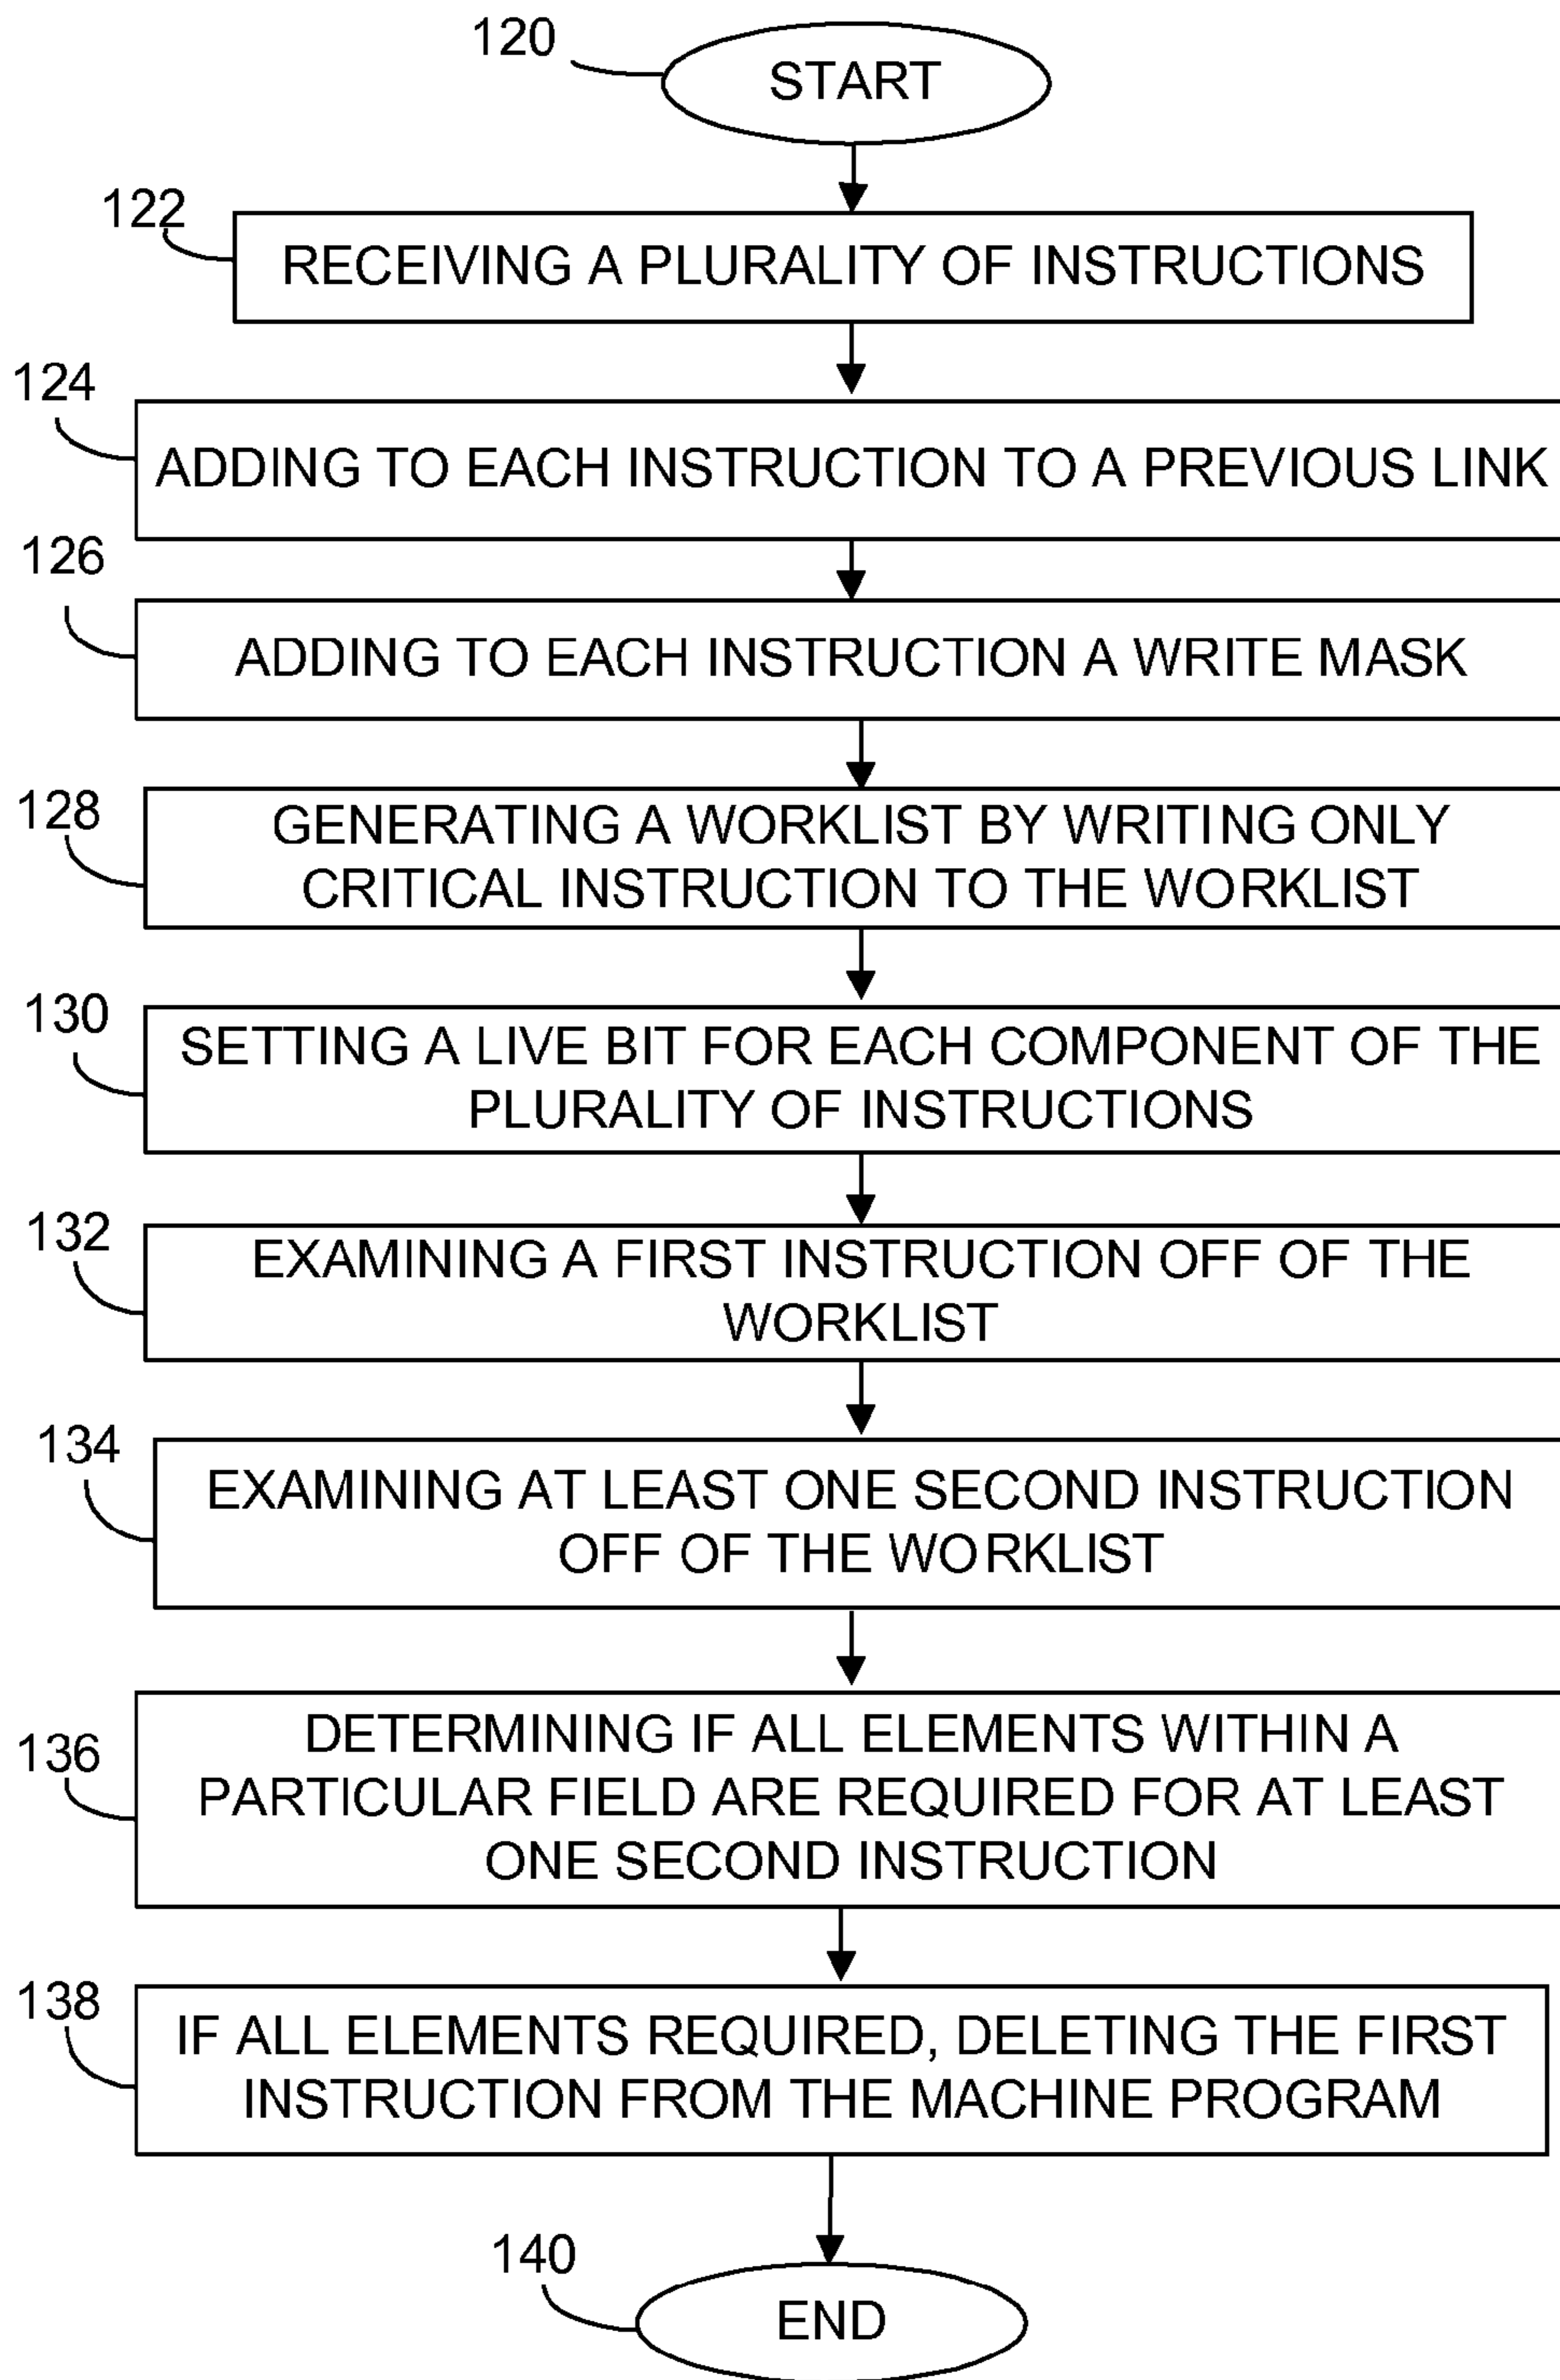 120
START
122
RECEIVING A PLURALITY OF INSTRUCTIONS
124
ADDING TO EACH INSTRUCTION TO A PREVIOUS LINK
126
ADDING TO EACH INSTRUCTION A WRITE MASK
128
GENERATING A WORKLIST BY WRITING ONLY
CRITICAL INSTRUCTION TO THE WORKLIST
130
SETTING A LIVE BIT FOR EACH COMPONENT OF THE
PLURALITY OF INSTRUCTIONS
132
EXAMINING A FIRST INSTRUCTION OFF OF THE
WORKLIST
134
EXAMINING AT LEAST ONE SECOND INSTRUCTION
OFF OF THE WORKLIST
136
DETERMINING IF ALL ELEMENTS WITHIN A
PARTICULAR FIELD ARE REQUIRED FOR AT LEAST
ONE SECOND INSTRUCTION
138
IF ALL ELEMENTS REQUIRED, DELETING THE FIRST
INSTRUCTION FROM THE MACHINE PROGRAM
140
END